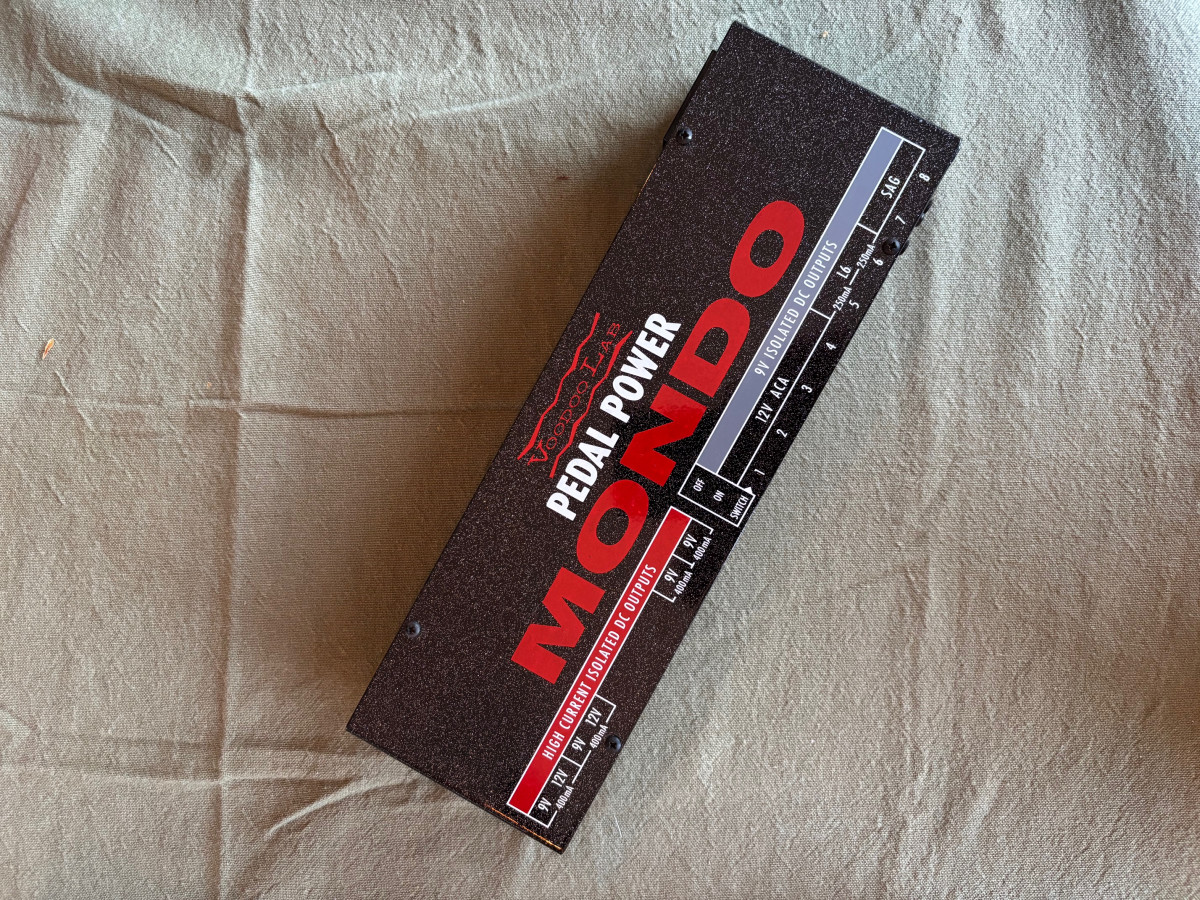 VOODOO LAB
PEDAL POWER
MONDO
HIGH CURRENT ISOLATED DC OUTPUTS
9V 12V 9V 12V 9V 9V
400mA 400mA 400mA 400mA
OFF
ON
SWITCH
9V ISOLATED DC OUTPUTS
12V ACA L6 SAG
250mA 250mA
1 2 3 4 5 6 7 8